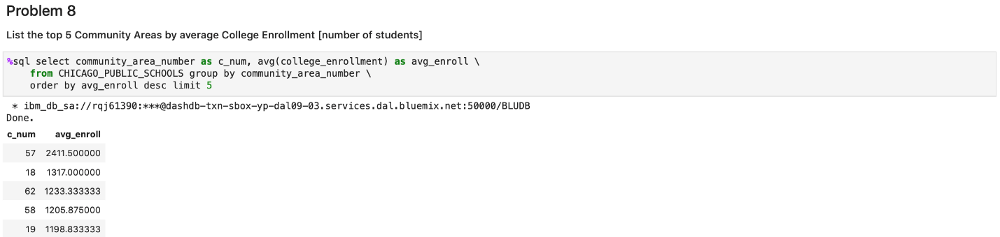 Problem 8
List the top 5 Community Areas by average College Enrollment [number of students]
%sql select community_area_number as c_num, avg(college_enrollment) as avg_enroll \
from CHICAGO_PUBLIC_SCHOOLS group by community_area_number \
order by avg_enroll desc limit 5
* ibm_db_sa://rqj61390:***@dashdb-txn-sbox-yp-dal09-03.services.dal.bluemix.net:50000/BLUDB
Done.
c_num avg_enroll
57 2411.500000
18 1317.000000
62 1233.333333
58 1205.875000
19 1198.833333